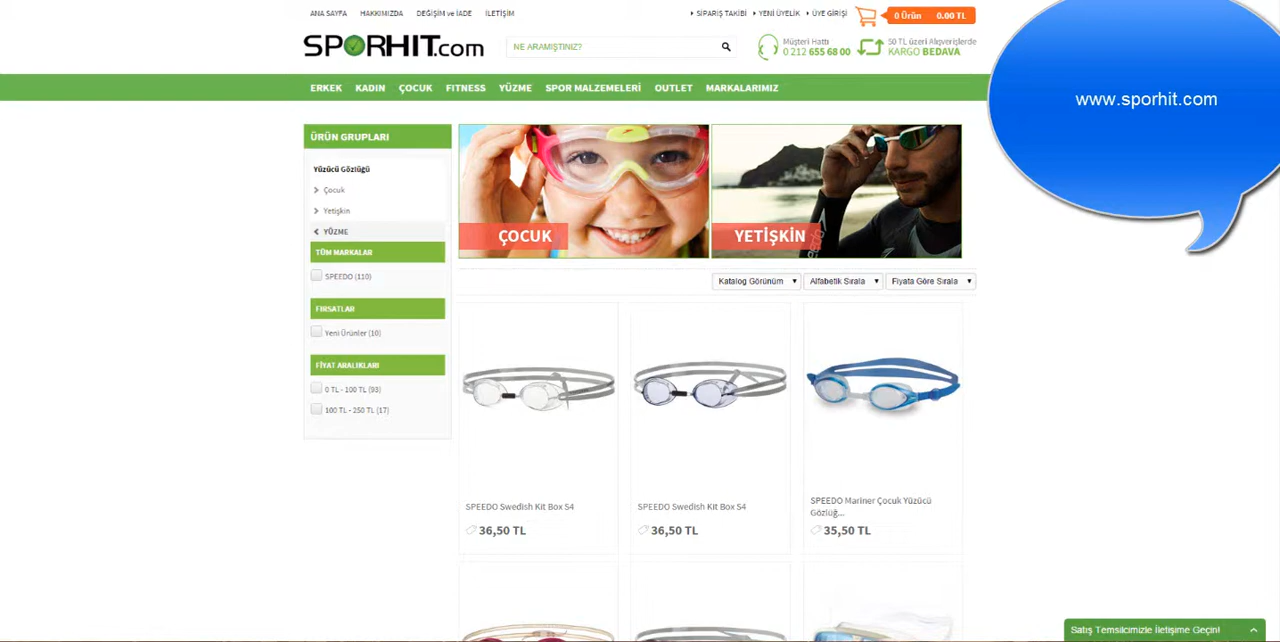 ANA SAYFA HAKKIMIZDA DEĞİŞİM ve İADE İLETİŞİM
SİPARİŞ TAKİBİ YENİ ÜYELİK ÜYE GİRİŞİ
0 Ürün 0.00 TL
SPORHIT.com
NE ARAMIŞTINIZ?
Müşteri Hattı
0 212 655 68 00
50 TL üzeri Alışverişlerde
KARGO BEDAVA
www.sporhit.com
ERKEK KADIN ÇOCUK FITNESS YÜZME SPOR MALZEMELERİ OUTLET MARKALARIMIZ
ÜRÜN GRUPLARI
Yüzücü Gözlüğü
Çocuk
Yetişkin
YÜZME
TÜM MARKALAR
SPEEDO (110)
FIRSATLAR
Yeni Ürünler (10)
FİYAT ARALIKLARI
0 TL - 100 TL (93)
100 TL - 250 TL (17)
ÇOCUK
YETİŞKİN
speedo
Katalog Görünüm Alfabetik Sırala Fiyata Göre Sırala
SPEEDO Swedish Kit Box S4
36,50 TL
SPEEDO Swedish Kit Box S4
36,50 TL
SPEEDO Mariner Çocuk Yüzücü
Gözlüğ...
35,50 TL
Satış Temsilcimizle İletişime Geçin!